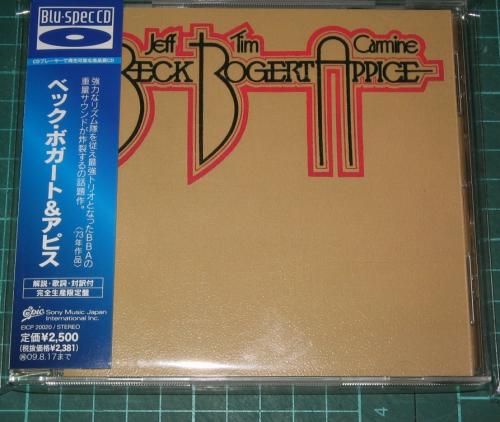 Blu-specCD
CDプレーヤーで再生可能な高品質CD
強力なリズム隊を従え最強トリオとなったBBAの
重量サウンドが炸裂するの話題作。
〈'73年作品〉
ベック・ボガート&アピス
解説・歌詞・対訳付
完全生産限定盤
Epic Sony Music Japan
International Inc.
EICP 20020 / STEREO
定価¥2,500
(税抜価格¥2,381)
09.8.17まで
Jeff Tim Carmine
BECK BOGERT APPICE
4